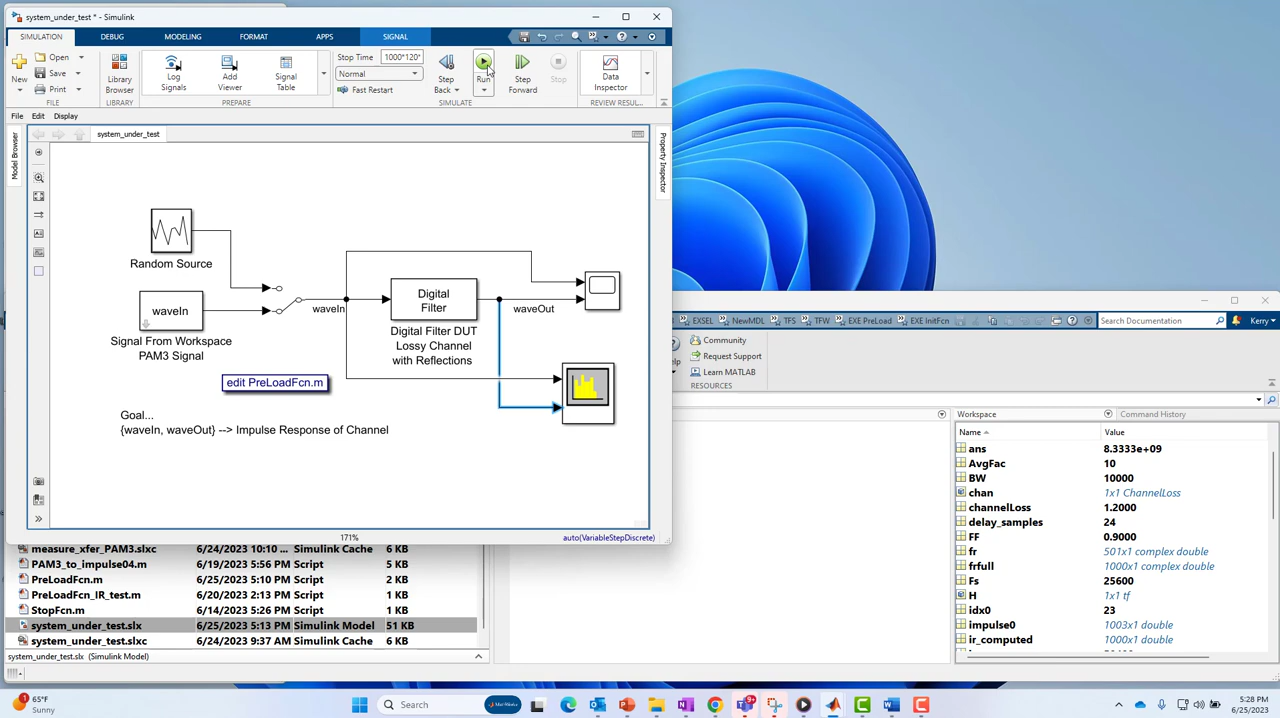 system_under_test * - Simulink
SIMULATION DEBUG MODELING FORMAT APPS SIGNAL
New
Open
Save
Print
FILE
Library Browser
LIBRARY
Log Signals
Add Viewer
Signal Table
PREPARE
Stop Time 1000*120*
Normal
Fast Restart
Step Back
Run
Step Forward
Stop
SIMULATE
Data Inspector
REVIEW RESUL...
File Edit Display
system_under_test
Model Browser
Property Inspector
Random Source
waveIn
Signal From Workspace
PAM3 Signal
waveIn
Digital
Filter
Digital Filter DUT
Lossy Channel
with Reflections
waveOut
edit PreLoadFcn.m
Goal...
{waveIn, waveOut} --> Impulse Response of Channel
171%
auto(VariableStepDiscrete)
EXSEL NewMDL TFS TFW EXE PreLoad EXE InitFcn
Search Documentation
Kerry
Community
Request Support
Learn MATLAB
RESOURCES
Workspace Command History
Name Value
ans 8.3333e+09
AvgFac 10
BW 10000
chan 1x1 ChannelLoss
channelLoss 1.2000
delay_samples 24
FF 0.9000
fr 501x1 complex double
frfull 1000x1 complex double
Fs 25600
H 1x1 tf
idx0 23
impulse0 1003x1 double
ir_computed 1000x1 double
measure_xfer_PAM3.slxc 6/24/2023 10:10 ... Simulink Cache 6 KB
PAM3_to_impulse04.m 6/19/2023 5:56 PM Script 5 KB
PreLoadFcn.m 6/25/2023 5:10 PM Script 2 KB
PreLoadFcn_IR_test.m 6/25/2023 5:12 PM Script 1 KB
StopFcn.m 6/14/2023 5:26 PM Script 1 KB
system_under_test.slx 6/25/2023 5:13 PM Simulink Model 51 KB
system_under_test.slxc 6/24/2023 9:37 AM Simulink Cache 6 KB
system_under_test.slx (Simulink Model)
65°F
Sunny
Search
5:28 PM
6/25/2023